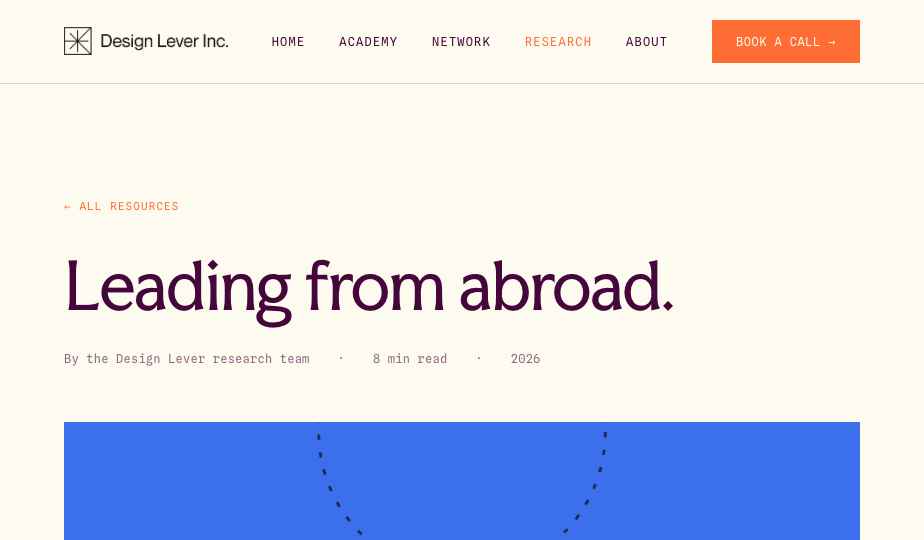 Design Lever Inc.
HOME ACADEMY NETWORK RESEARCH ABOUT
BOOK A CALL →
← ALL RESOURCES
Leading from abroad.
By the Design Lever research team · 8 min read · 2026